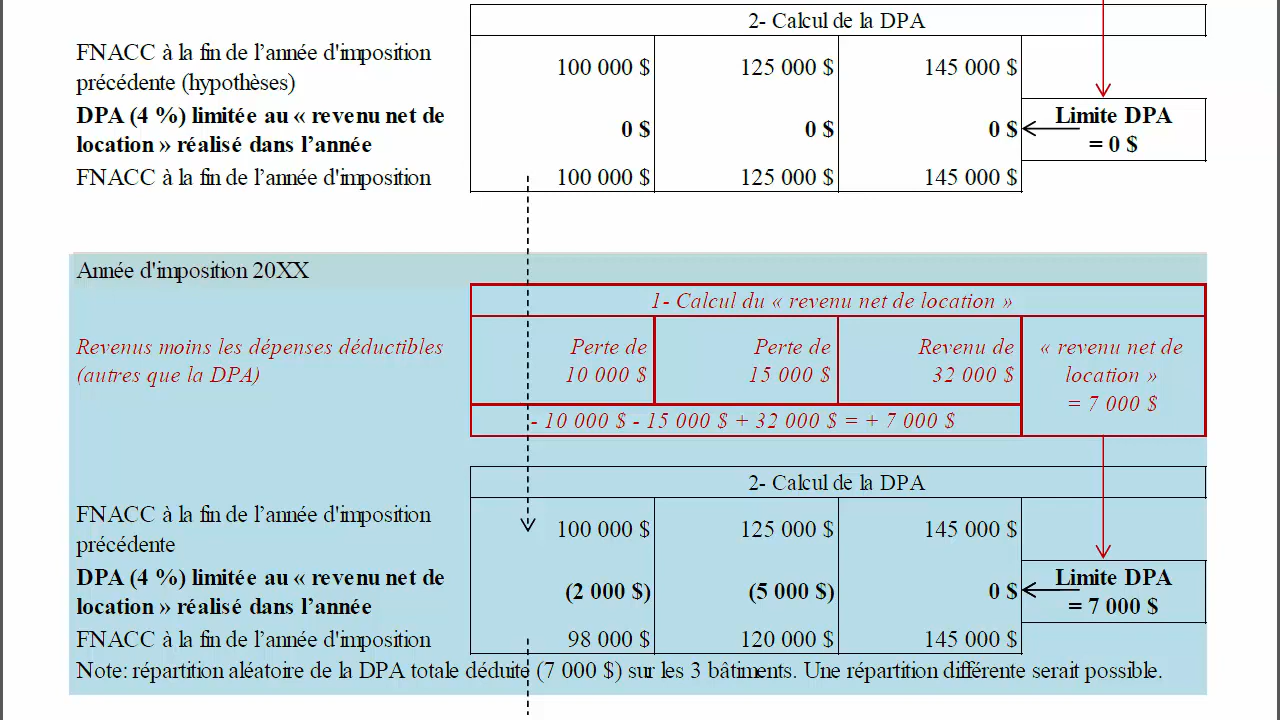 2- Calcul de la DPA
FNACC à la fin de l’année d'imposition
précédente (hypothèses)
100 000 $ 125 000 $ 145 000 $
DPA (4 %) limitée au « revenu net de
location » réalisé dans l’année
0 $ 0 $ 0 $
Limite DPA
= 0 $
FNACC à la fin de l’année d'imposition 100 000 $ 125 000 $ 145 000 $
Année d'imposition 20XX
1- Calcul du « revenu net de location »
Revenus moins les dépenses déductibles
(autres que la DPA)
Perte de
10 000 $
Perte de
15 000 $
Revenu de
32 000 $
« revenu net de
location »
= 7 000 $
- 10 000 $ - 15 000 $ + 32 000 $ = + 7 000 $
2- Calcul de la DPA
FNACC à la fin de l’année d'imposition
précédente
100 000 $ 125 000 $ 145 000 $
DPA (4 %) limitée au « revenu net de
location » réalisé dans l’année
(2 000 $) (5 000 $) 0 $
Limite DPA
= 7 000 $
FNACC à la fin de l’année d'imposition 98 000 $ 120 000 $ 145 000 $
Note: répartition aléatoire de la DPA totale déduite (7 000 $) sur les 3 bâtiments. Une répartition différente serait possible.